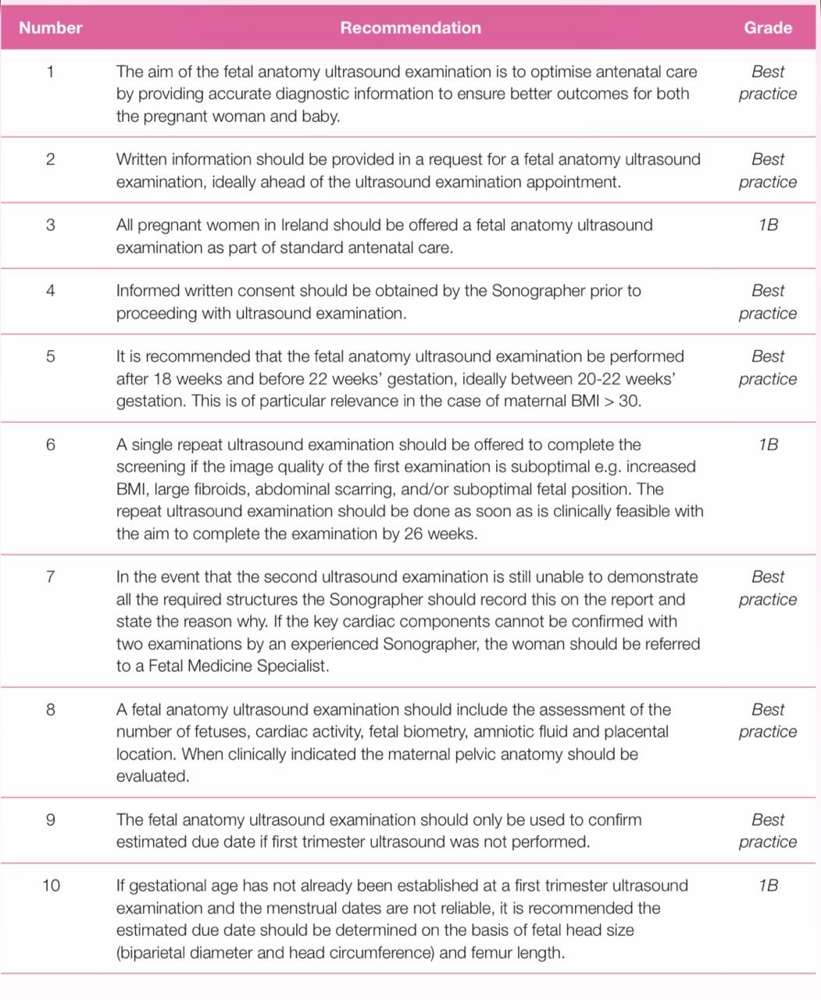 Number Recommendation Grade
1 The aim of the fetal anatomy ultrasound examination is to optimise antenatal care Best
by providing accurate diagnostic information to ensure better outcomes for both practice
the pregnant woman and baby.
2 Written information should be provided in a request for a fetal anatomy ultrasound Best
examination, ideally ahead of the ultrasound examination appointment. practice
3 All pregnant women in Ireland should be offered a fetal anatomy ultrasound 1B
examination as part of standard antenatal care.
4 Informed written consent should be obtained by the Sonographer prior to Best
proceeding with ultrasound examination. practice
5 It is recommended that the fetal anatomy ultrasound examination be performed Best
after 18 weeks and before 22 weeks’ gestation, ideally between 20-22 weeks’ practice
gestation. This is of particular relevance in the case of maternal BMI > 30.
6 A single repeat ultrasound examination should be offered to complete the 1B
screening if the image quality of the first examination is suboptimal e.g. increased
BMI, large fibroids, abdominal scarring, and/or suboptimal fetal position. The
repeat ultrasound examination should be done as soon as is clinically feasible with
the aim to complete the examination by 26 weeks.
7 In the event that the second ultrasound examination is still unable to demonstrate Best
all the required structures the Sonographer should record this on the report and practice
state the reason why. If the key cardiac components cannot be confirmed with
two examinations by an experienced Sonographer, the woman should be referred
to a Fetal Medicine Specialist.
8 A fetal anatomy ultrasound examination should include the assessment of the Best
number of fetuses, cardiac activity, fetal biometry, amniotic fluid and placental practice
location. When clinically indicated the maternal pelvic anatomy should be
evaluated.
9 The fetal anatomy ultrasound examination should only be used to confirm Best
estimated due date if first trimester ultrasound was not performed. practice
10 If gestational age has not already been established at a first trimester ultrasound 1B
examination and the menstrual dates are not reliable, it is recommended the
estimated due date should be determined on the basis of fetal head size
(biparietal diameter and head circumference) and femur length.